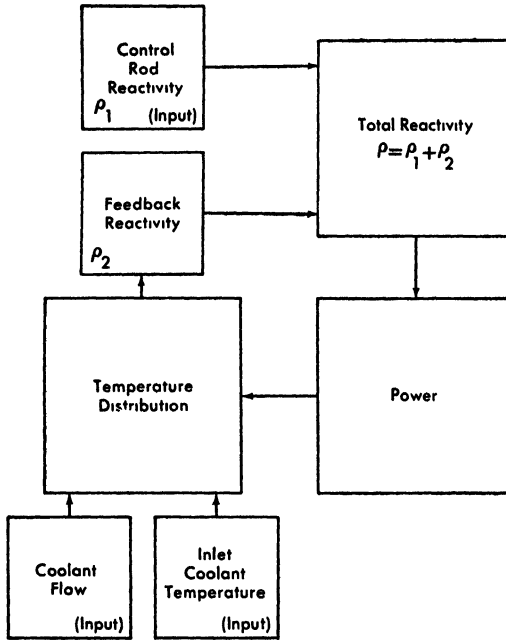 Control
Rod
Reactivity
ρ1 (Input)
Total Reactivity
ρ=ρ1+ρ2
Feedback
Reactivity
ρ2
Temperature
Distribution
Power
Coolant
Flow
(Input)
Inlet
Coolant
Temperature
(Input)